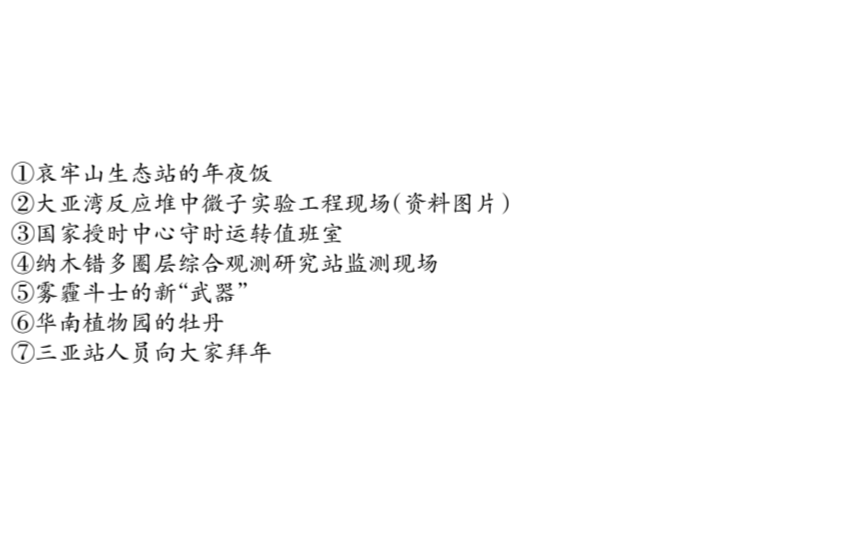 ①哀牢山生态站的年夜饭
②大亚湾反应堆中微子实验工程现场(资料图片)
③国家授时中心守时运转值班室
④纳木错多圈层综合观测研究站监测现场
⑤雾霾斗士的新“武器”
⑥华南植物园的牡丹
⑦三亚站人员向大家拜年